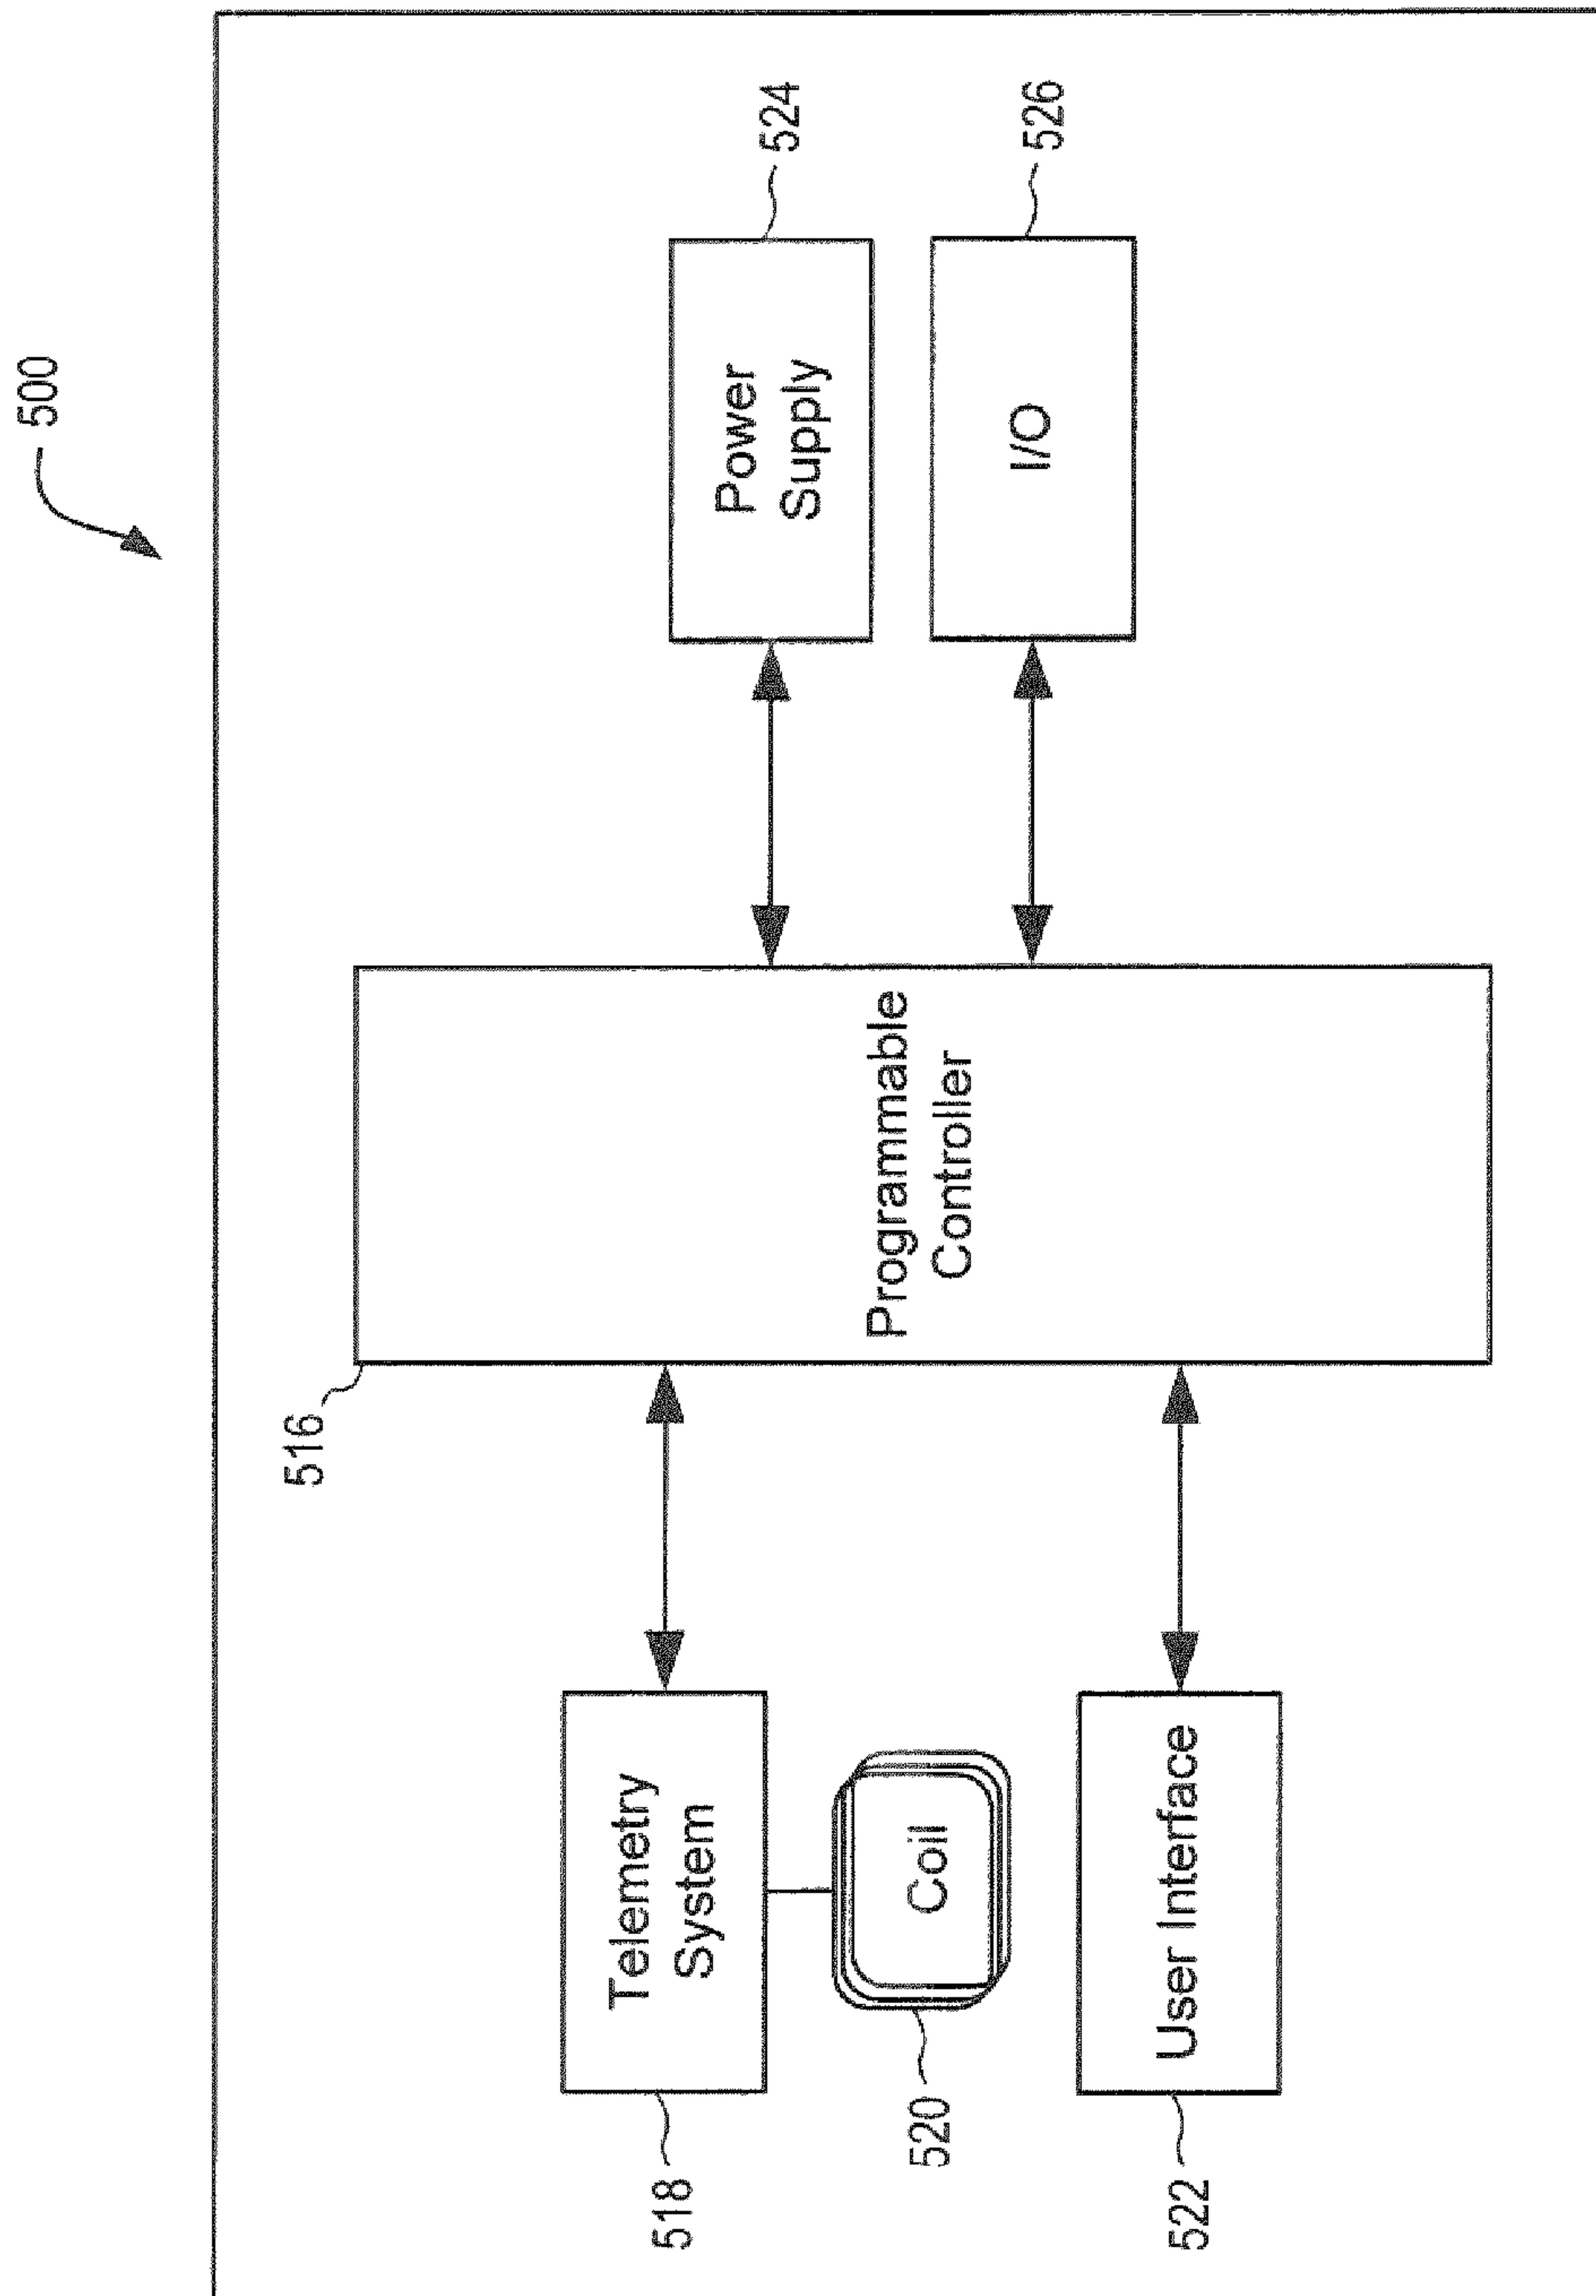 500
516
518
Telemetry
System
520
Coil
522
User Interface
Programmable
Controller
524
Power
Supply
526
I/O